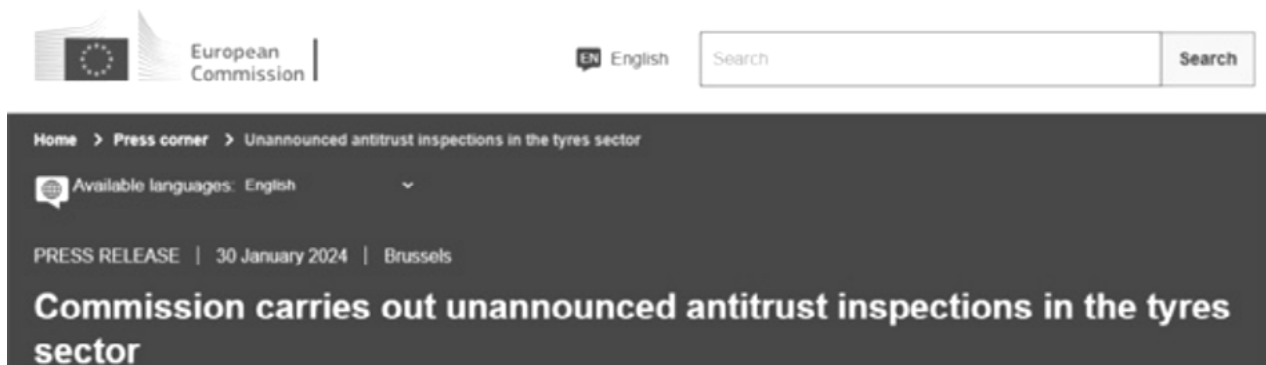 European
Commission
EN English
Search
Search
Home > Press corner > Unannounced antitrust inspections in the tyres sector
Available languages: English
PRESS RELEASE | 30 January 2024 | Brussels
Commission carries out unannounced antitrust inspections in the tyres
sector